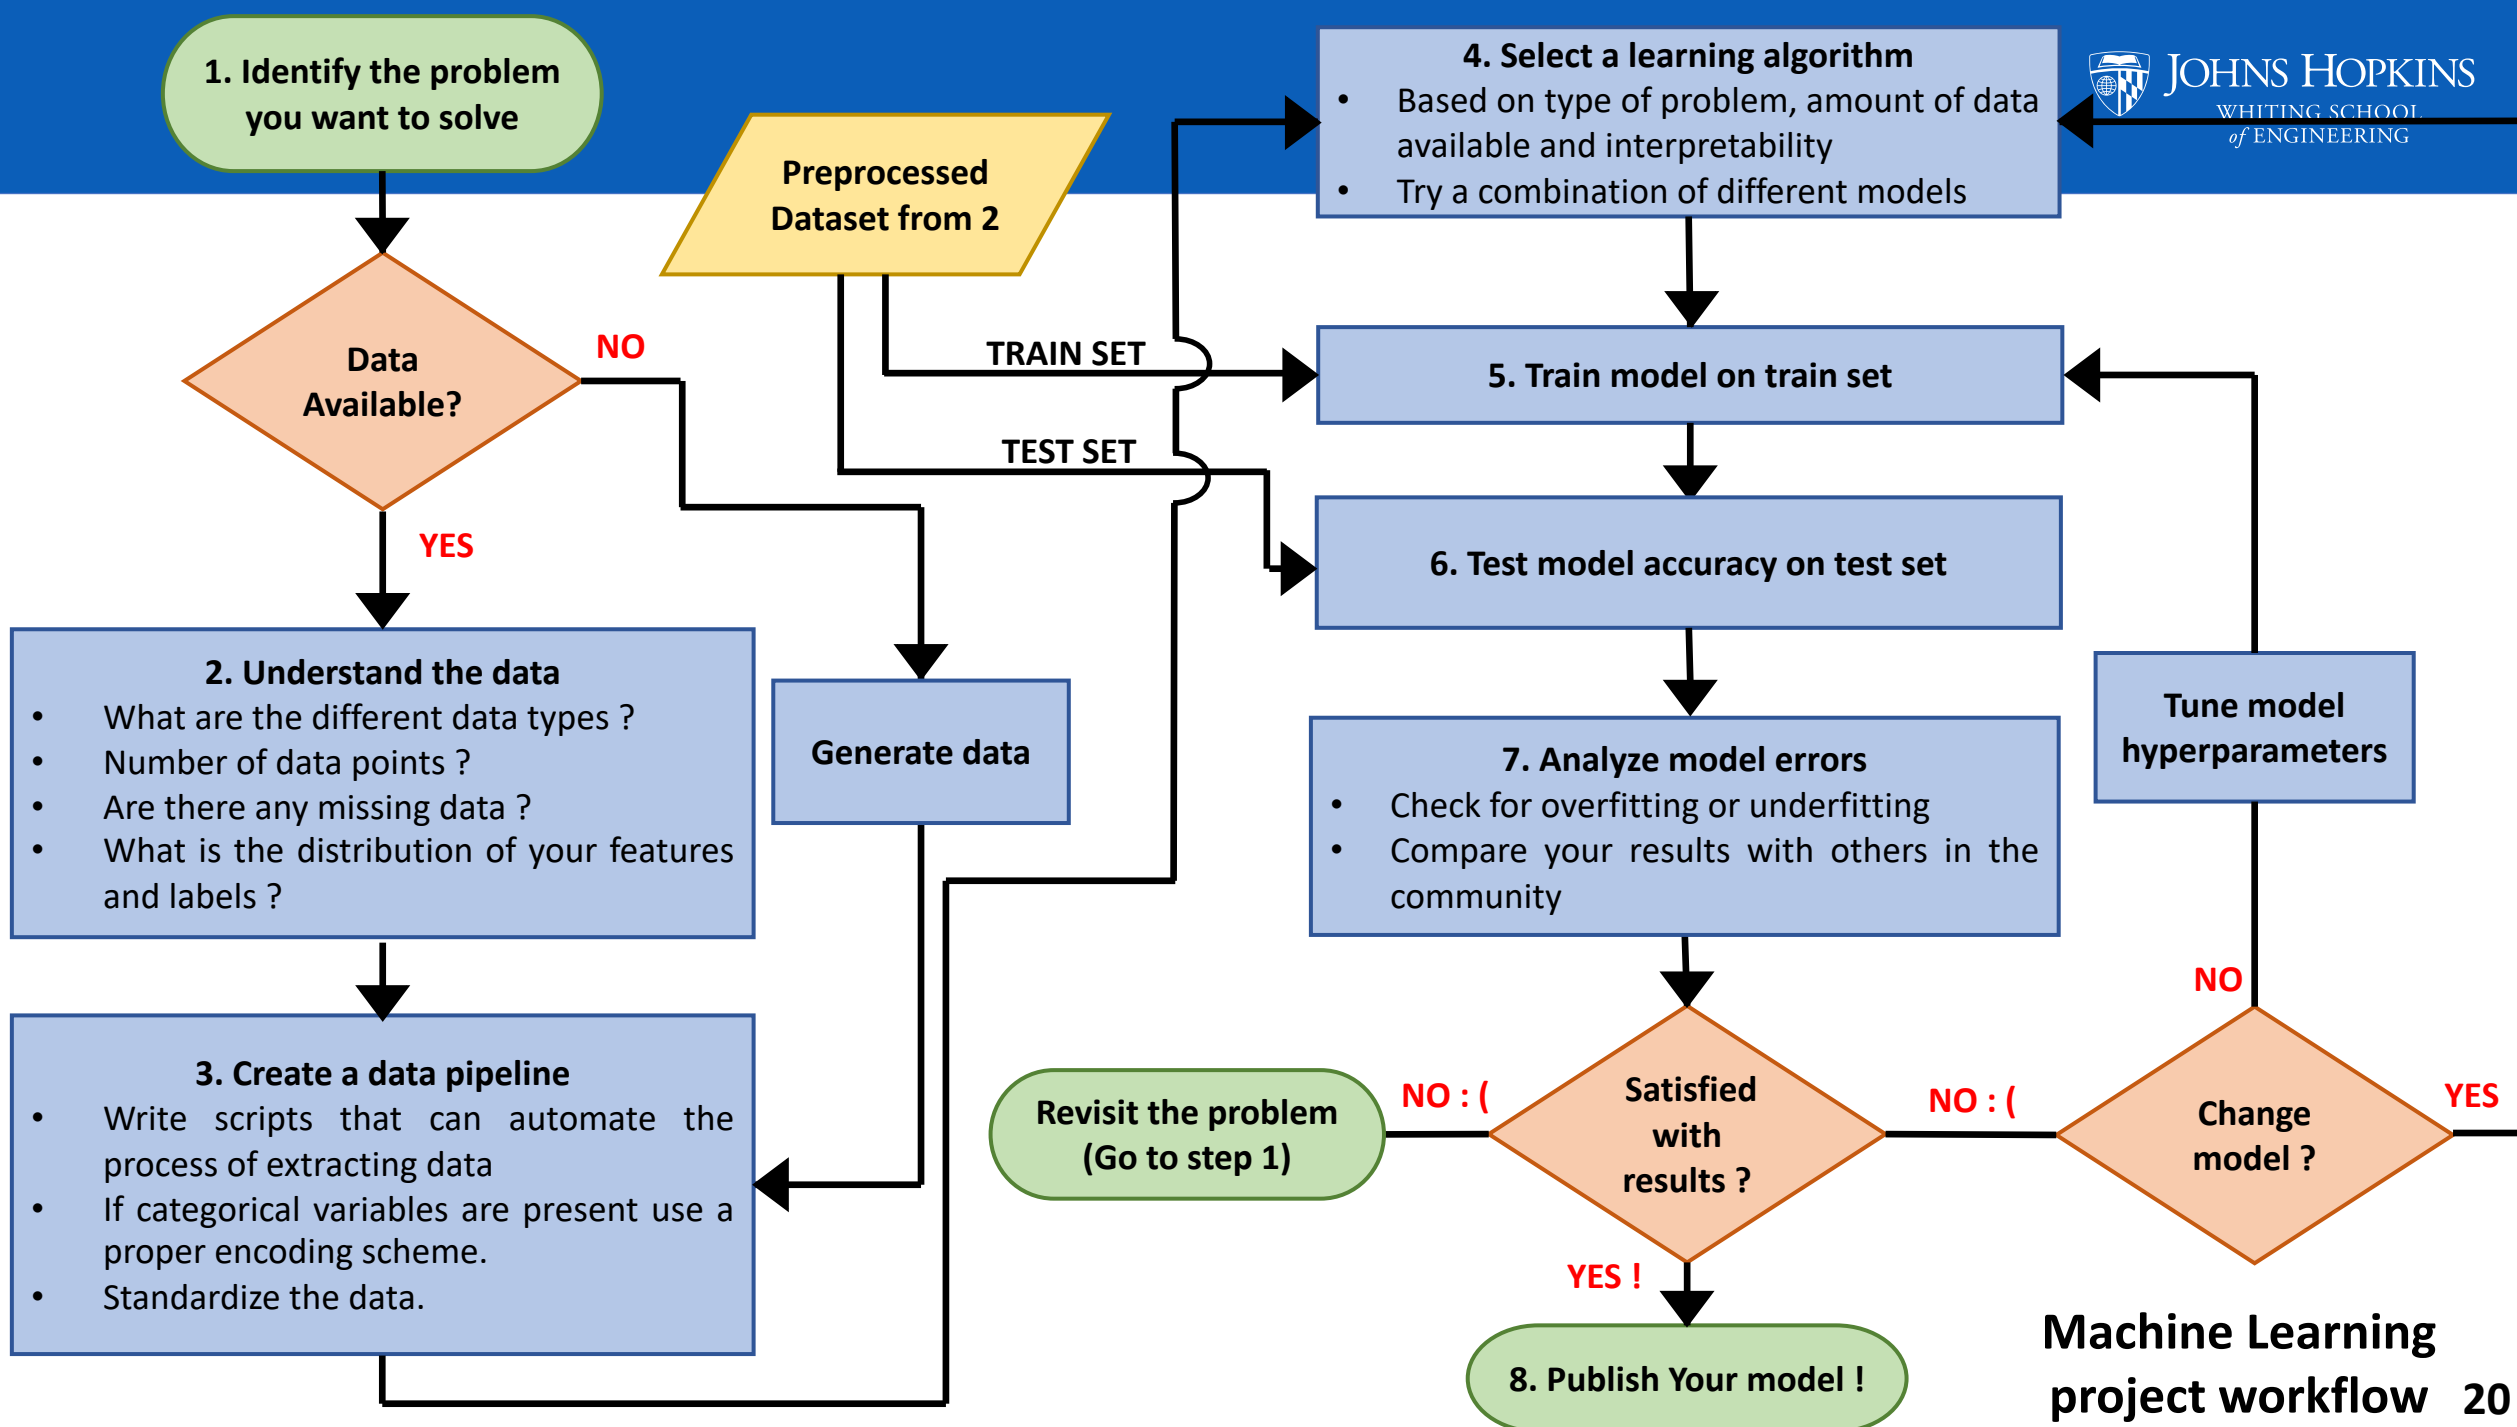 1. Identify the problem
you want to solve
Data
Available?
NO
YES
2. Understand the data
• What are the different data types ?
• Number of data points ?
• Are there any missing data ?
• What is the distribution of your features
and labels ?
Generate data
3. Create a data pipeline
• Write scripts that can automate the
process of extracting data
• If categorical variables are present use a
proper encoding scheme.
• Standardize the data.
Preprocessed
Dataset from 2
TRAIN SET
TEST SET
4. Select a learning algorithm
• Based on type of problem, amount of data
available and interpretability
• Try a combination of different models
JOHNS HOPKINS
WHITING SCHOOL
of ENGINEERING
5. Train model on train set
6. Test model accuracy on test set
7. Analyze model errors
• Check for overfitting or underfitting
• Compare your results with others in the
community
Tune model
hyperparameters
NO
Satisfied
with
results ?
NO : (
Revisit the problem
(Go to step 1)
NO : (
Change
model ?
YES
YES !
8. Publish Your model !
Machine Learning
project workflow 20